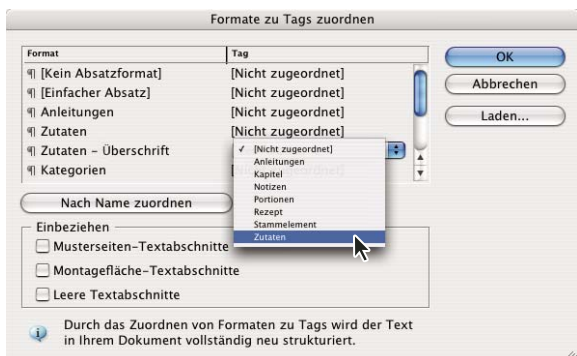 Formate zu Tags zuordnen
Format Tag
¶ [Kein Absatzformat] [Nicht zugeordnet]
¶ [Einfacher Absatz] [Nicht zugeordnet]
¶ Anleitungen [Nicht zugeordnet]
¶ Zutaten [Nicht zugeordnet]
¶ Zutaten – Überschrift
¶ Kategorien
✓ [Nicht zugeordnet]
Anleitungen
Kapitel
Notizen
Portionen
Rezept
Stammelement
Zutaten
OK
Abbrechen
Laden...
Nach Name zuordnen
Einbeziehen
Musterseiten-Textabschnitte
Montagefläche-Textabschnitte
Leere Textabschnitte
Durch das Zuordnen von Formaten zu Tags wird der Text
in Ihrem Dokument vollständig neu strukturiert.